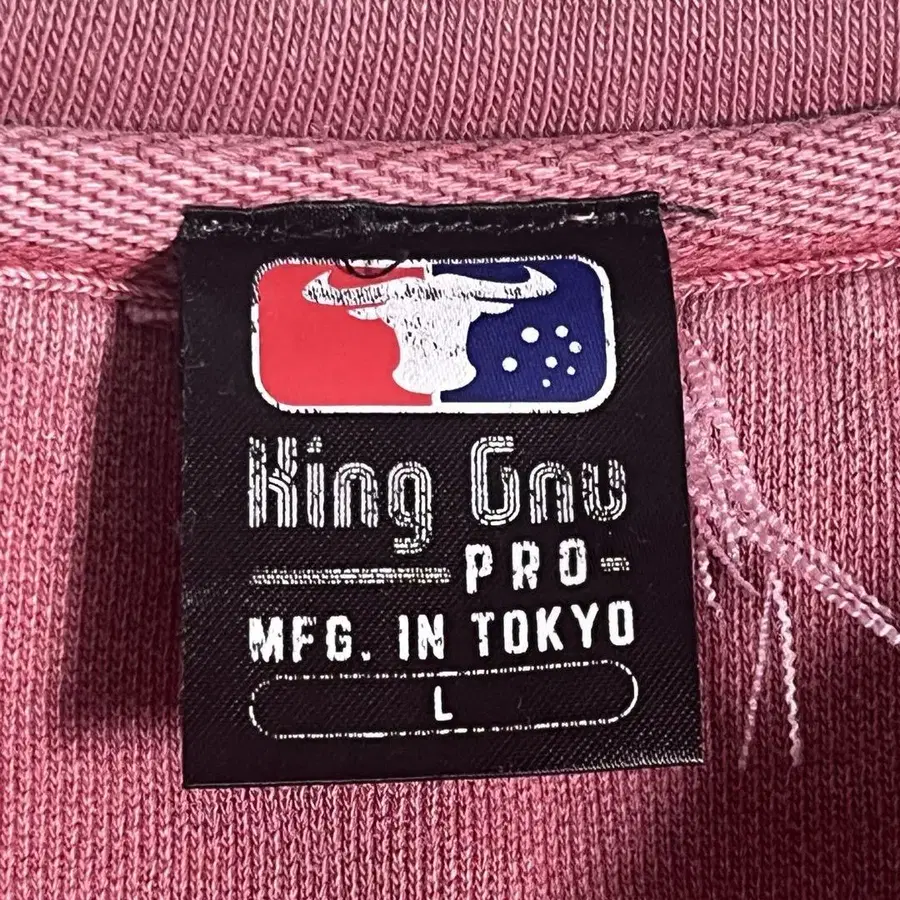 King Gnu
PRO
MFG. IN TOKYO
L